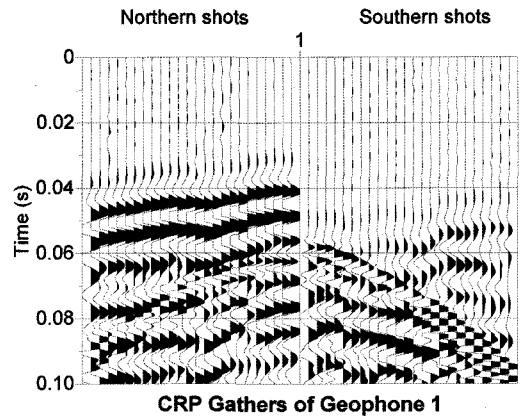 Northern shots
Southern shots
1
0
0.02
0.04
0.06
0.08
0.10
Time (s)
CRP Gathers of Geophone 1